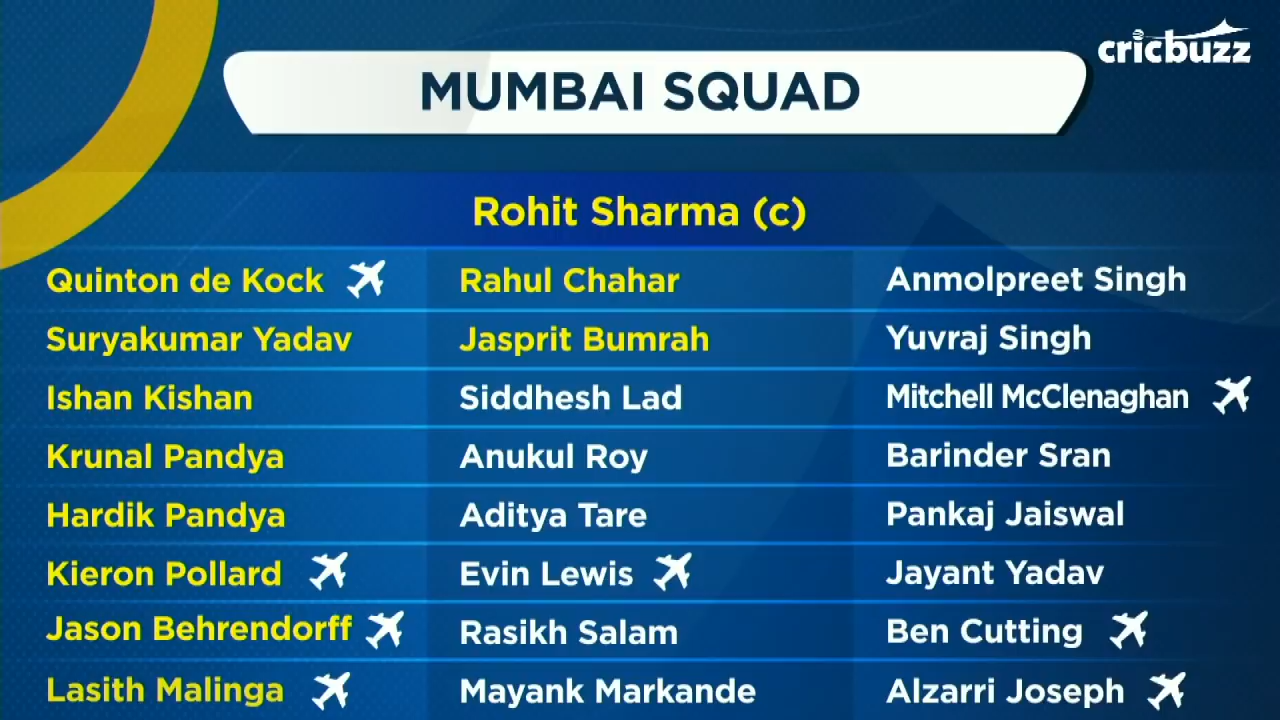 cricbuzz
MUMBAI SQUAD
Rohit Sharma (c)
Quinton de Kock
Suryakumar Yadav
Ishan Kishan
Krunal Pandya
Hardik Pandya
Kieron Pollard
Jason Behrendorff
Lasith Malinga
Rahul Chahar
Jasprit Bumrah
Siddhesh Lad
Anukul Roy
Aditya Tare
Evin Lewis
Rasikh Salam
Mayank Markande
Anmolpreet Singh
Yuvraj Singh
Mitchell McClenaghan
Barinder Sran
Pankaj Jaiswal
Jayant Yadav
Ben Cutting
Alzarri Joseph